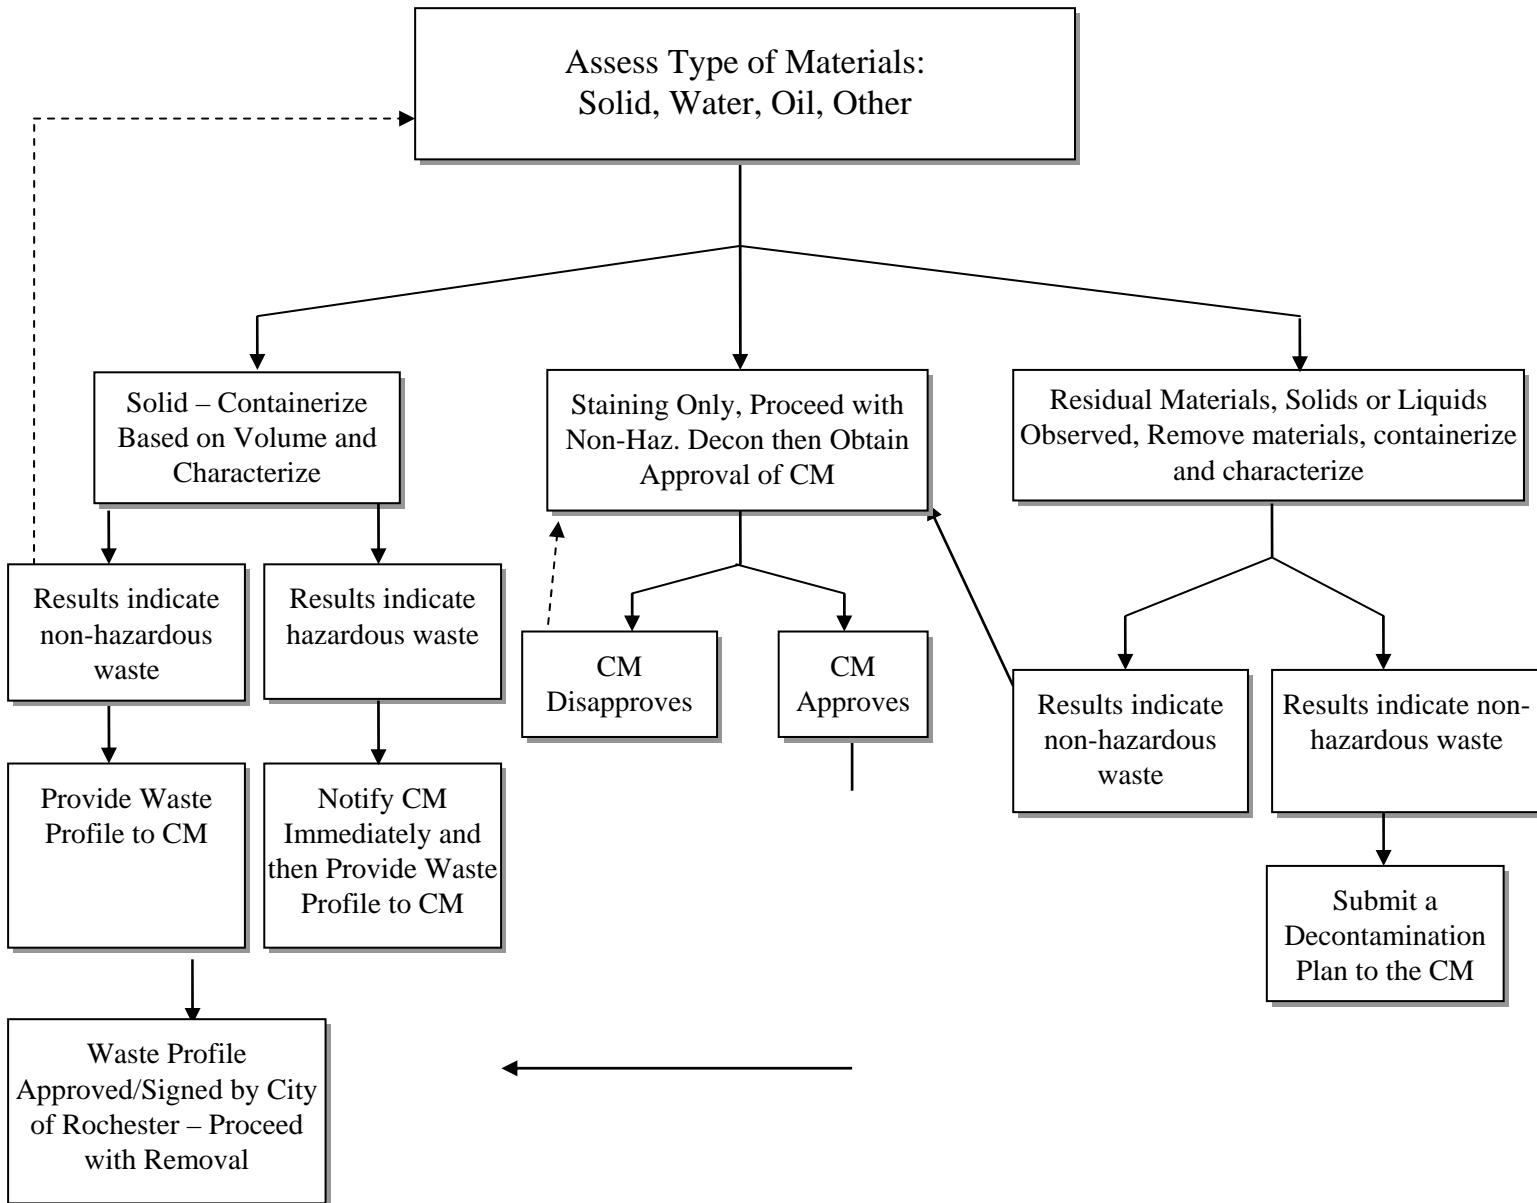 Assess Type of Materials:
Solid, Water, Oil, Other
Solid – Containerize
Based on Volume and
Characterize
Staining Only, Proceed with
Non-Haz. Decon then Obtain
Approval of CM
Residual Materials, Solids or Liquids
Observed, Remove materials, containerize
and characterize
Results indicate
non-hazardous
waste
Results indicate
hazardous waste
CM
Disapproves
CM
Approves
Results indicate
non-hazardous
waste
Results indicate non-
hazardous waste
Provide Waste
Profile to CM
Notify CM
Immediately and
then Provide Waste
Profile to CM
Submit a
Decontamination
Plan to the CM
Waste Profile
Approved/Signed by City
of Rochester – Proceed
with Removal